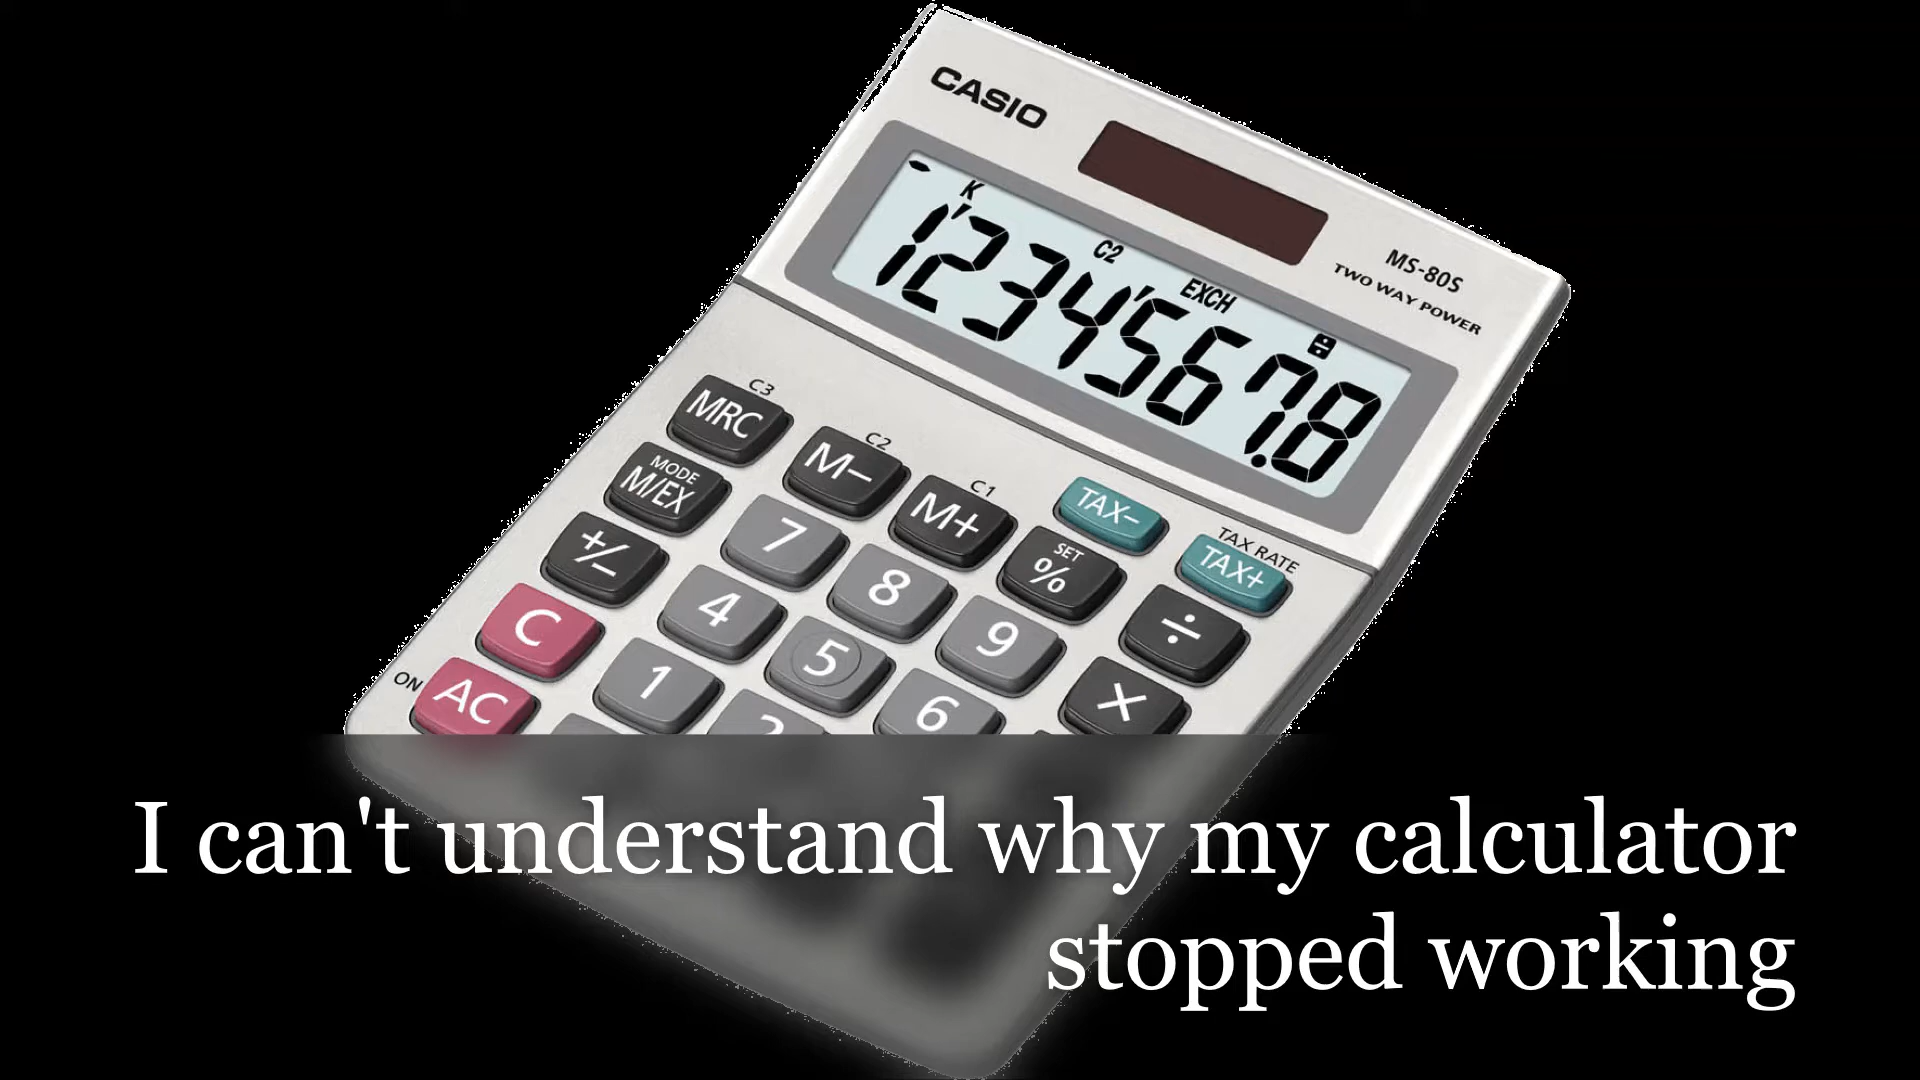 CASIO
MS-80S
TWO WAY POWER
K
C2
EXCH
÷
-1'234'567.8
C3
MRC
C2
M-
C1
M+
TAX-
TAX RATE
TAX+
MODE
M/EX
7
8
SET
%
9
÷
+/-
4
5
6
×
C
1
2
ON
AC
I can't understand why my calculator
stopped working